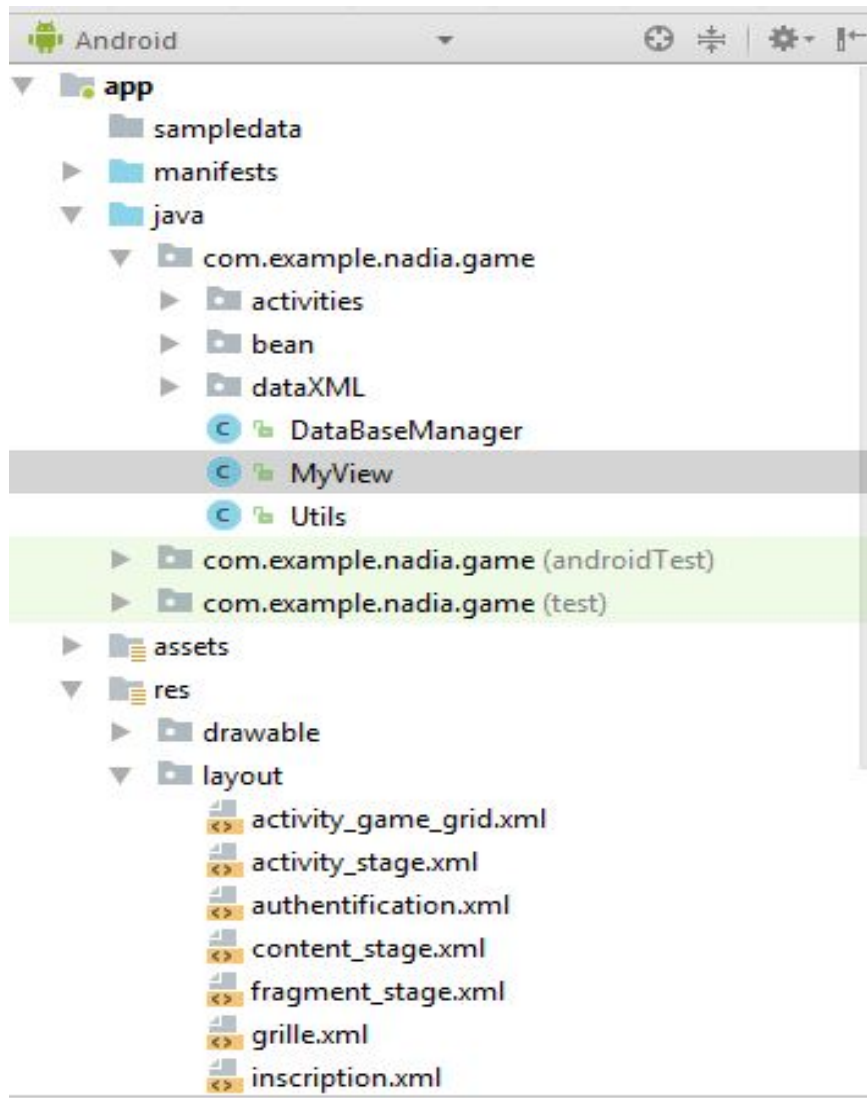 Android
app
sampledata
manifests
java
com.example.nadia.game
activities
bean
dataXML
DataBaseManager
MyView
Utils
com.example.nadia.game (androidTest)
com.example.nadia.game (test)
assets
res
drawable
layout
activity_game_grid.xml
activity_stage.xml
authentification.xml
content_stage.xml
fragment_stage.xml
grille.xml
inscription.xml